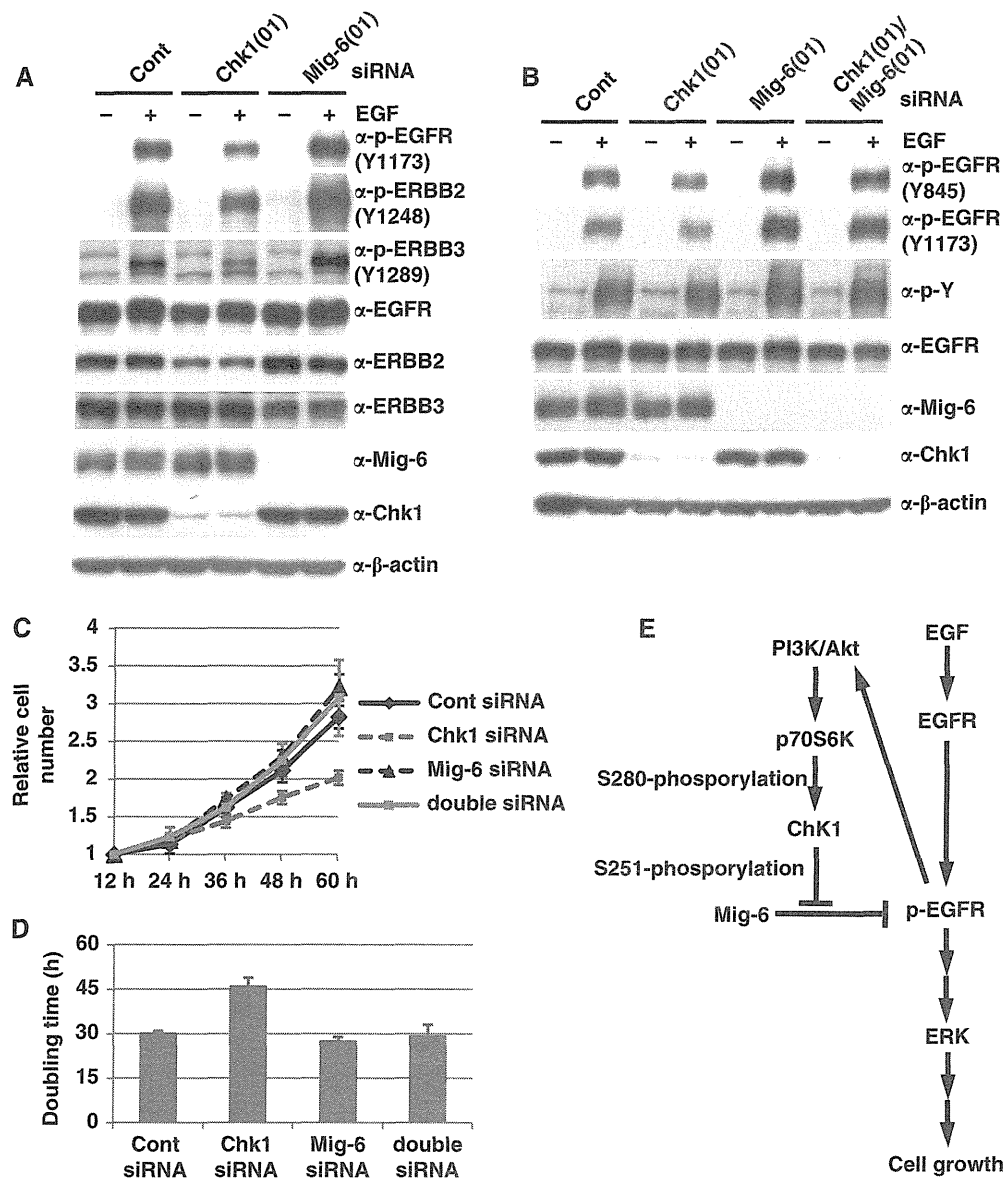 A
Cont
Chk1(01)
Mig-6(01)
siRNA
− + − + − + EGF
α-p-EGFR
(Y1173)
α-p-ERBB2
(Y1248)
α-p-ERBB3
(Y1289)
α-EGFR
α-ERBB2
α-ERBB3
α-Mig-6
α-Chk1
α-β-actin
B
Cont
Chk1(01)
Mig-6(01)
Chk1(01)/
Mig-6(01)
siRNA
− + − + − + − + EGF
α-p-EGFR
(Y845)
α-p-EGFR
(Y1173)
α-p-Y
α-EGFR
α-Mig-6
α-Chk1
α-β-actin
C
Relative cell
number
4
3.5
3
2.5
2
1.5
1
12 h 24 h 36 h 48 h 60 h
Cont siRNA
Chk1 siRNA
Mig-6 siRNA
double siRNA
D
Doubling time (h)
60
45
30
15
0
Cont
siRNA
Chk1
siRNA
Mig-6
siRNA
double
siRNA
E
PI3K/Akt
EGF
p70S6K
EGFR
S280-phosporylation
ChK1
S251-phosporylation
Mig-6
p-EGFR
ERK
Cell growth